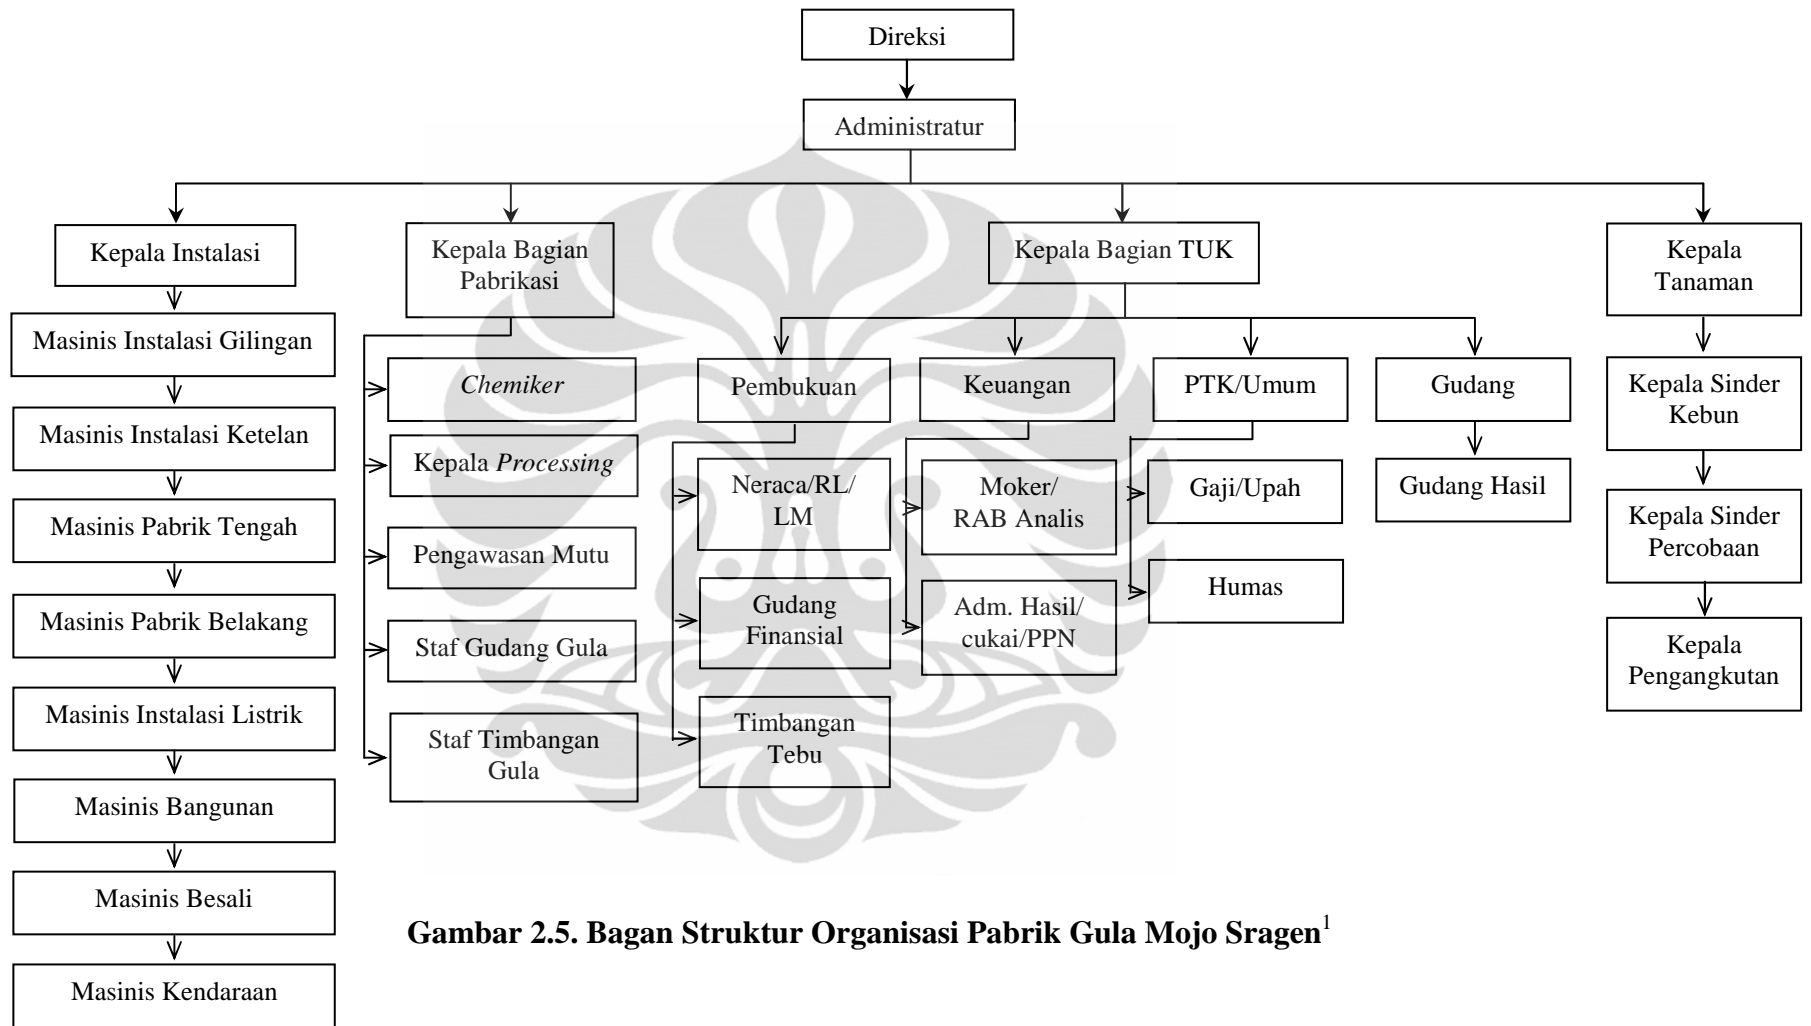 Direksi
Administratur
Kepala Instalasi
Masinis Instalasi Gilingan
Masinis Instalasi Ketelan
Masinis Pabrik Tengah
Masinis Pabrik Belakang
Masinis Instalasi Listrik
Masinis Bangunan
Masinis Besali
Masinis Kendaraan
Kepala Bagian
Pabrikasi
Chemiker
Kepala Processing
Pengawasan Mutu
Staf Gudang Gula
Staf Timbangan
Gula
Kepala Bagian TUK
Pembukuan
Neraca/RL/
LM
Gudang
Finansial
Timbangan
Tebu
Keuangan
Moker/
RAB Analis
Adm. Hasil/
cukai/PPN
PTK/Umum
Gaji/Upah
Humas
Gudang
Gudang Hasil
Kepala
Tanaman
Kepala Sinder
Kebun
Kepala Sinder
Percobaan
Kepala
Pengangkutan
Gambar 2.5. Bagan Struktur Organisasi Pabrik Gula Mojo Sragen¹